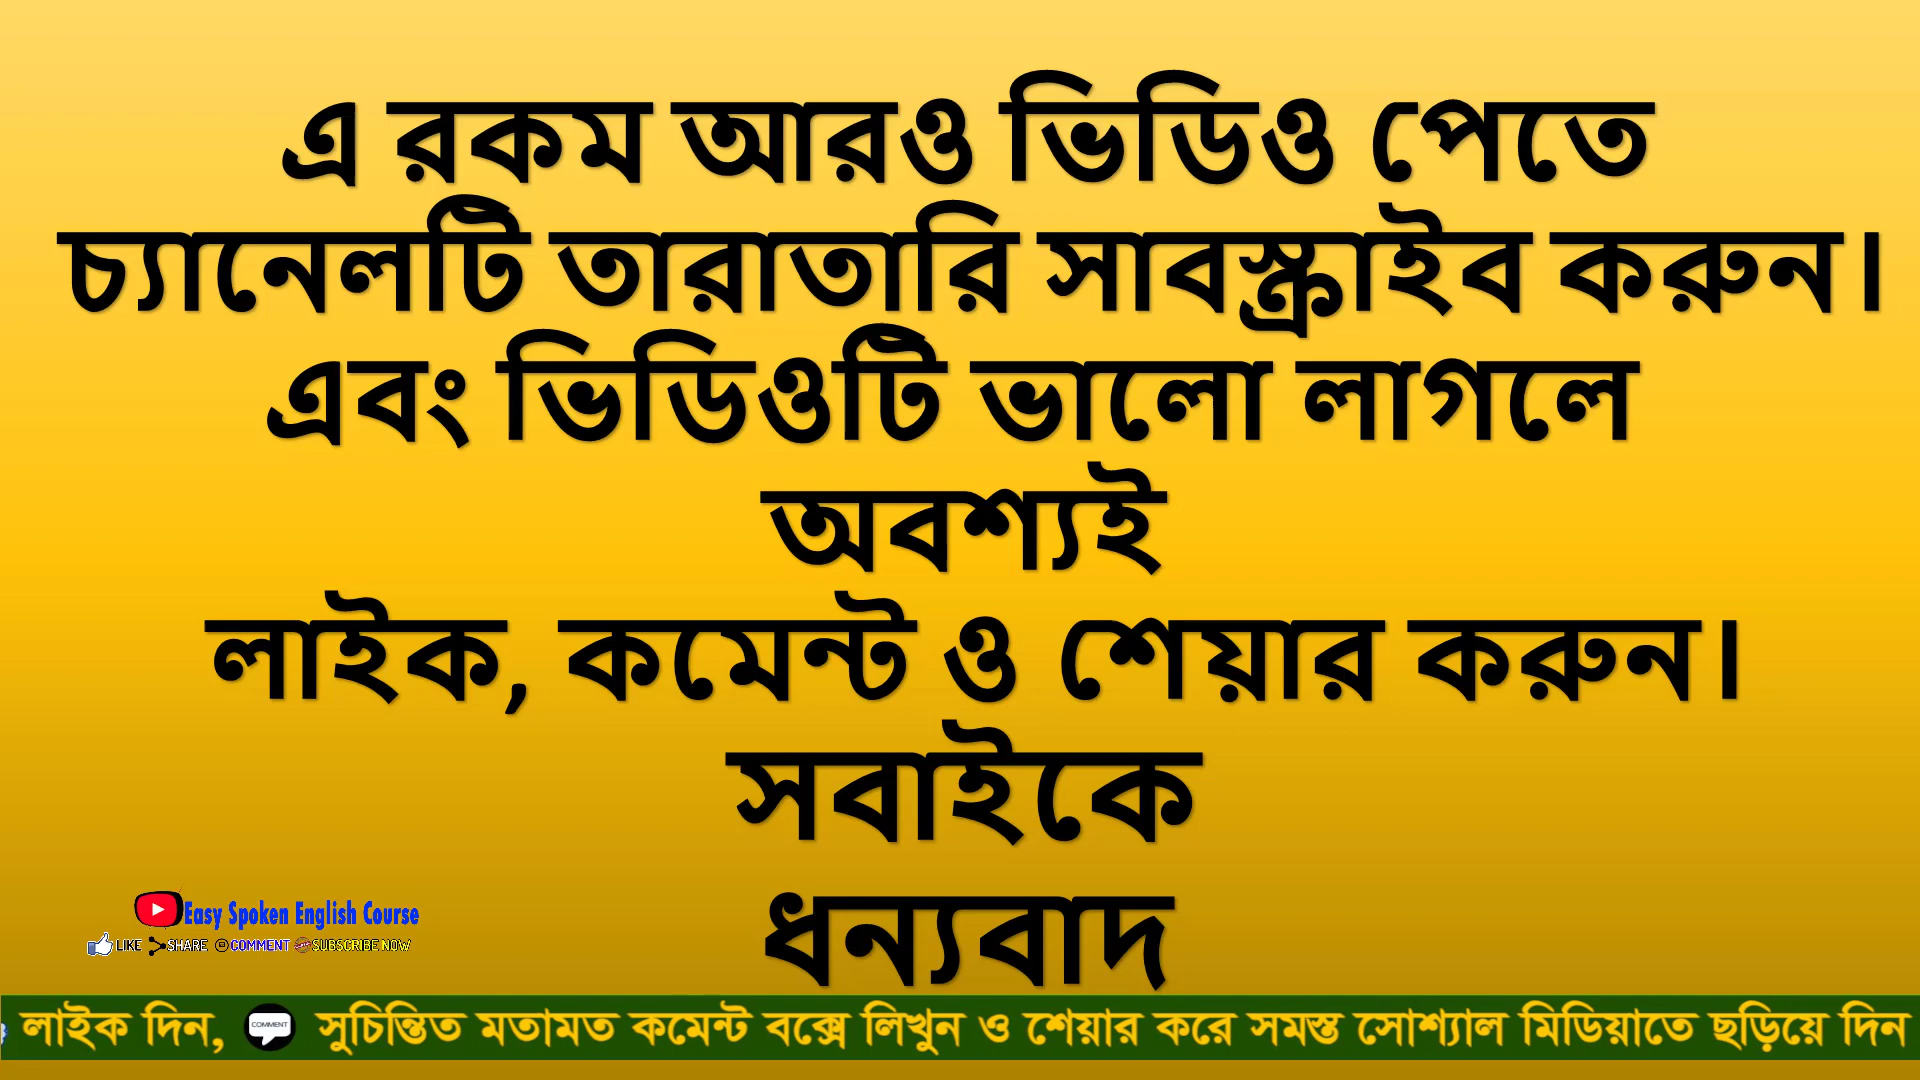 এ রকম আরও ভিডিও পেতে
চ্যানেলটি তারাতারি সাবস্ক্রাইব করুন।
এবং ভিডিওটি ভালো লাগলে
অবশ্যই
লাইক, কমেন্ট ও শেয়ার করুন।
সবাইকে
ধন্যবাদ
Easy Spoken English Course
LIKE SHARE COMMENT SUBSCRIBE NOW
লাইক দিন, COMMENT সুচিন্তিত মতামত কমেন্ট বক্সে লিখুন ও শেয়ার করে সমস্ত সোশ্যাল মিডিয়াতে ছড়িয়ে দিন